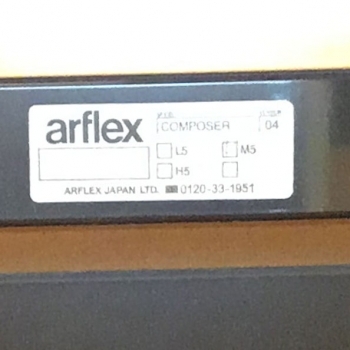 arflex
COMPOSER 04
L5 M5
H5
ARFLEX JAPAN LTD. 0120-33-1951